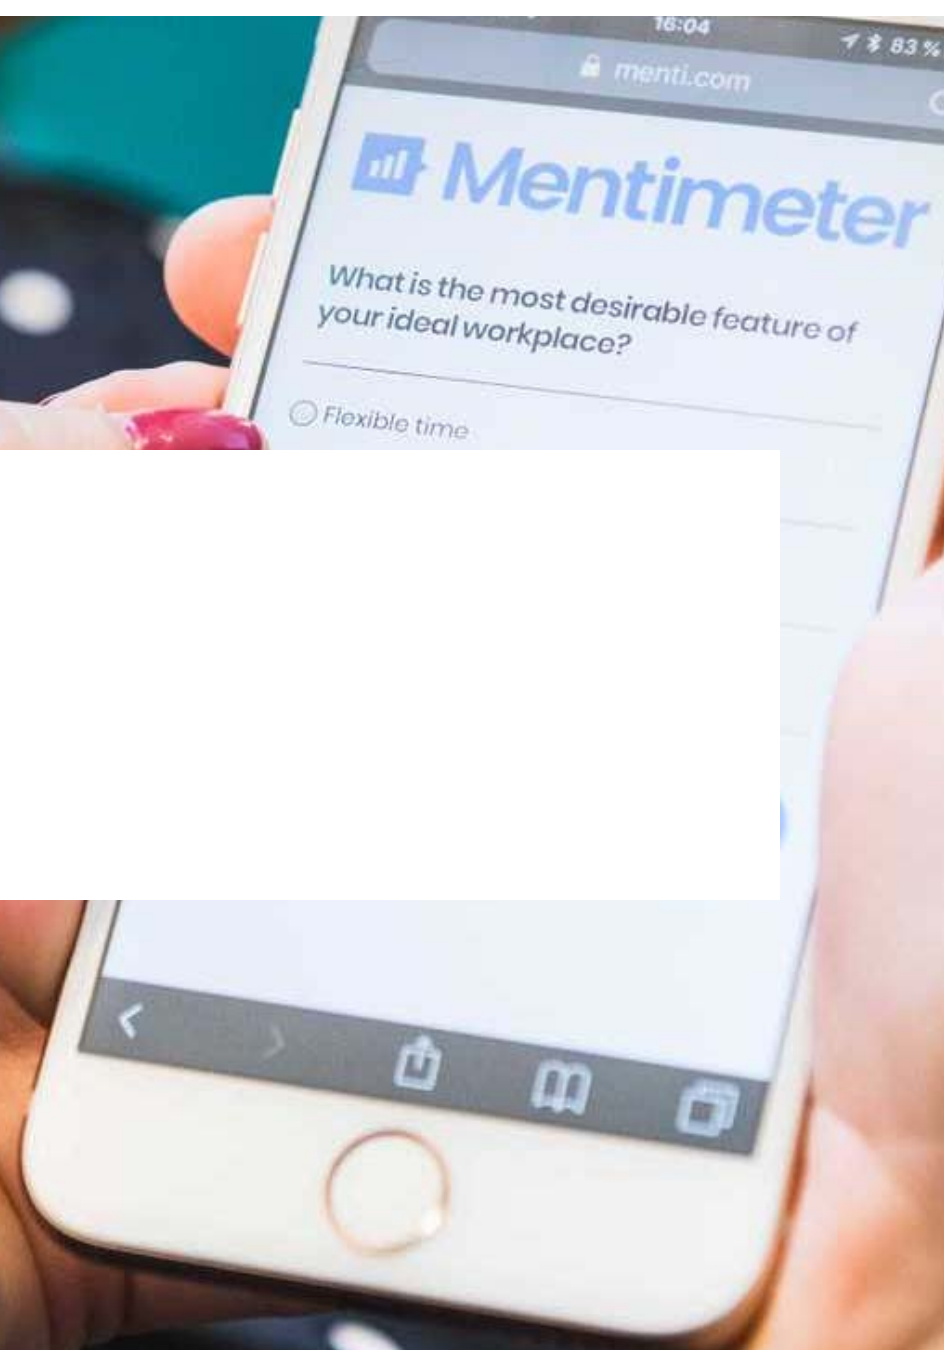 16:04
83%
menti.com
Mentimeter
What is the most desirable feature of
your ideal workplace?
Flexible time